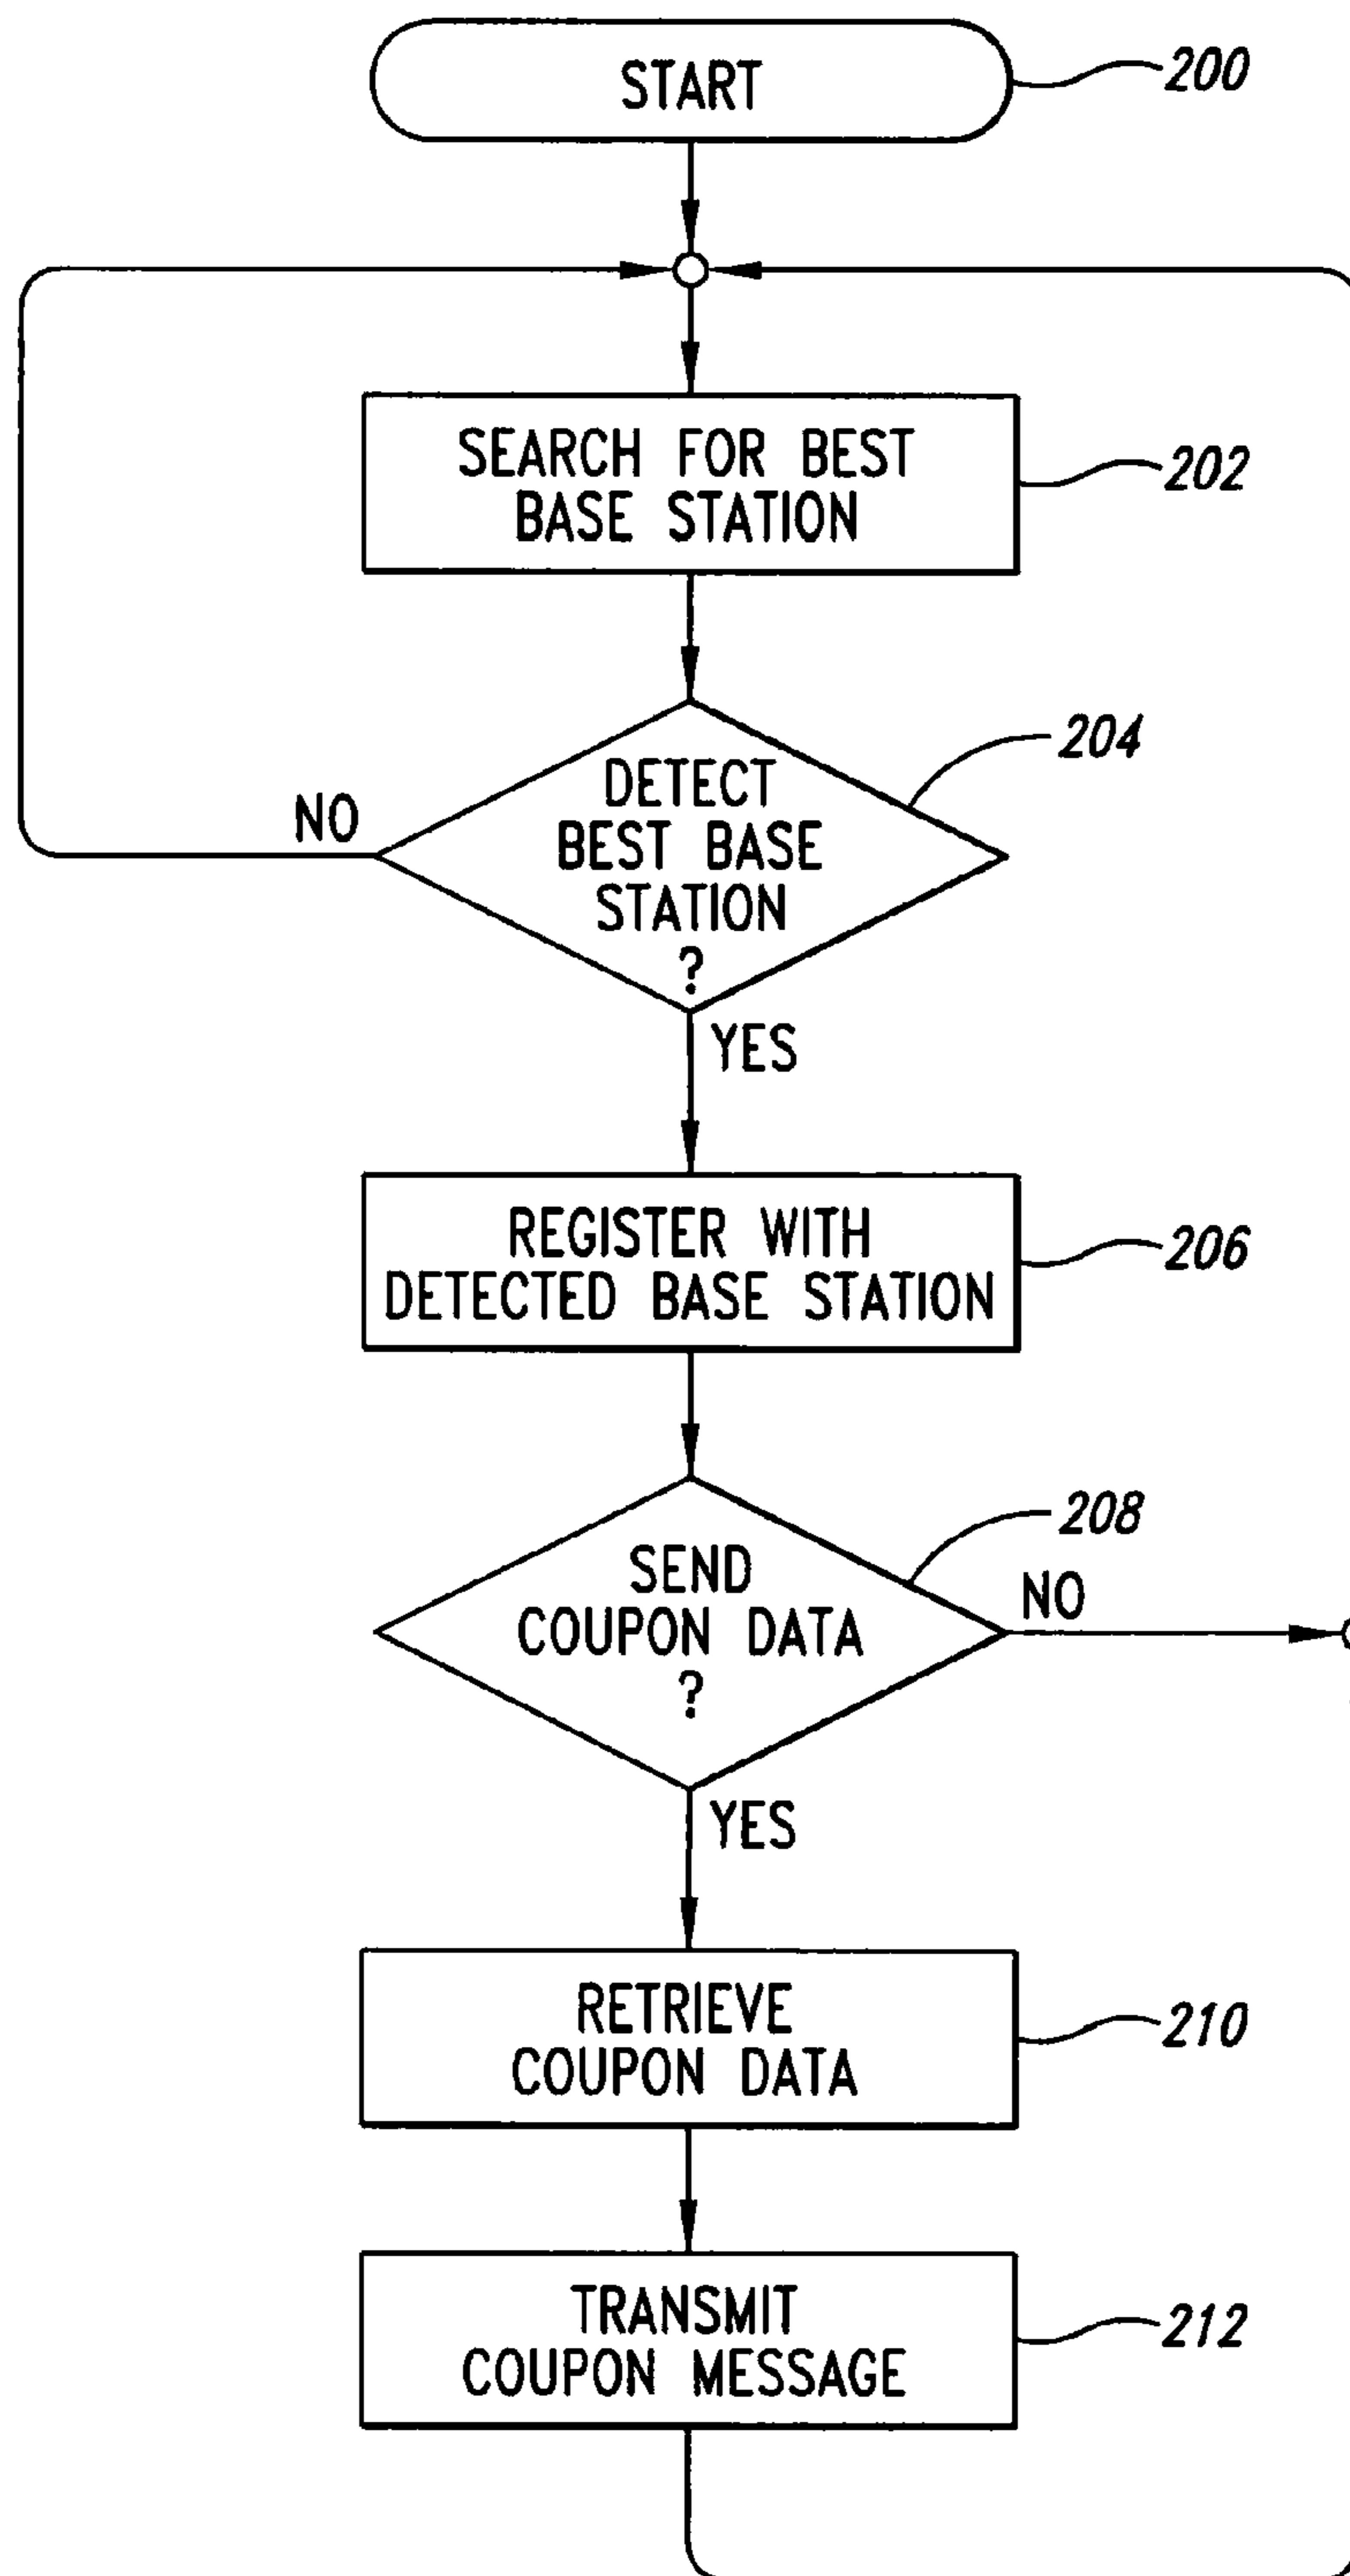 START
200
SEARCH FOR BEST
BASE STATION
202
204
DETECT
BEST BASE
STATION
?
NO
YES
REGISTER WITH
DETECTED BASE STATION
206
208
SEND
COUPON DATA
?
NO
YES
RETRIEVE
COUPON DATA
210
TRANSMIT
COUPON MESSAGE
212